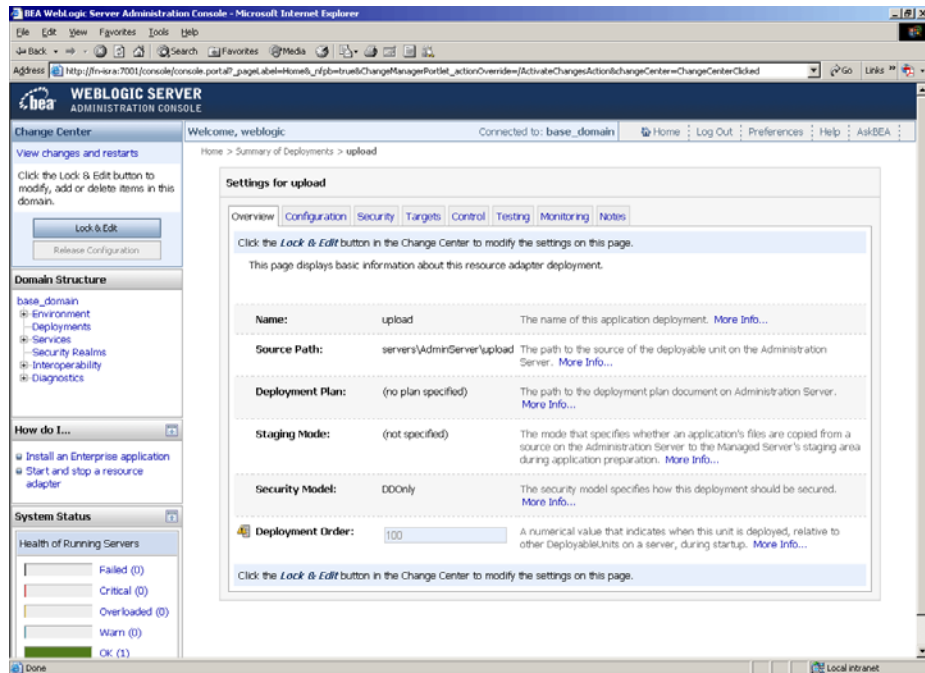 BEA WebLogic Server Administration Console - Microsoft Internet Explorer
File Edit View Favorites Tools Help
Back Search Favorites Media
Address http://fn-isra:7001/console/console.portal?_pageLabel=Home&_nfpb=true&ChangeManagerPortlet_actionOverride=/ActivateChangesAction&changeCenter=ChangeCenterClicked Go Links »
bea WEBLOGIC SERVER
ADMINISTRATION CONSOLE
Change Center
View changes and restarts
Click the Lock & Edit button to
modify, add or delete items in this
domain.
Lock & Edit
Release Configuration
Domain Structure
base_domain
Environment
Deployments
Services
Security Realms
Interoperability
Diagnostics
How do I...
Install an Enterprise application
Start and stop a resource
adapter
System Status
Health of Running Servers
Failed (0)
Critical (0)
Overloaded (0)
Warn (0)
OK (1)
Welcome, weblogic Connected to: base_domain Home Log Out Preferences Help AskBEA
Home > Summary of Deployments > upload
Settings for upload
Overview Configuration Security Targets Control Testing Monitoring Notes
Click the Lock & Edit button in the Change Center to modify the settings on this page.
This page displays basic information about this resource adapter deployment.
Name: upload The name of this application deployment. More Info...
Source Path: servers\AdminServer\upload The path to the source of the deployable unit on the Administration
Server. More Info...
Deployment Plan: (no plan specified) The path to the deployment plan document on Administration Server.
More Info...
Staging Mode: (not specified) The mode that specifies whether an application's files are copied from a
source on the Administration Server to the Managed Server's staging area
during application preparation. More Info...
Security Model: DDOnly The security model specifies how this deployment should be secured.
More Info...
Deployment Order: 100 A numerical value that indicates when this unit is deployed, relative to
other DeployableUnits on a server, during startup. More Info...
Click the Lock & Edit button in the Change Center to modify the settings on this page.
Done Local intranet